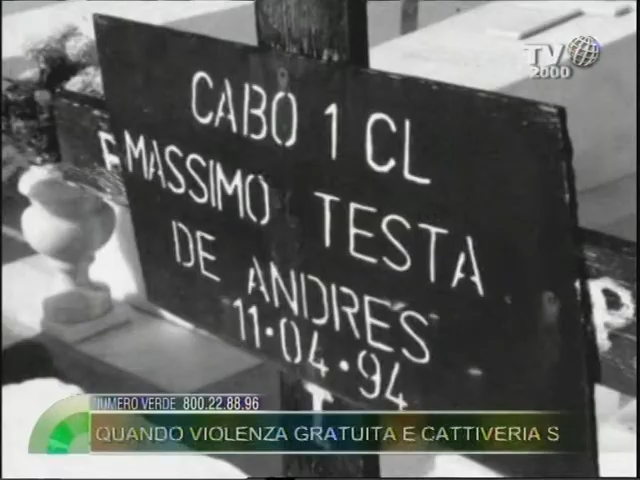 TV
2000
CABO 1 CL
MASSIMO TESTA
DE ANDRES
11·04·94
P
NUMERO VERDE 800.22.88.96
QUANDO VIOLENZA GRATUITA E CATTIVERIA S